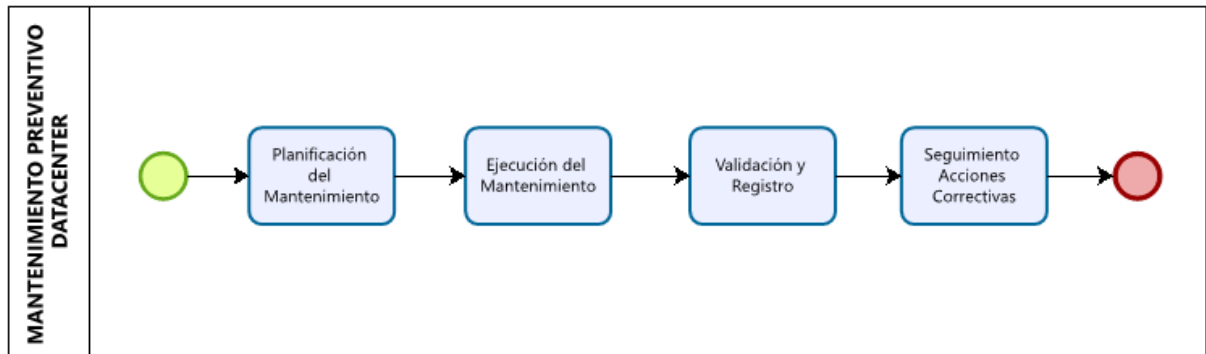 MANTENIMIENTO PREVENTIVO
DATACENTER
Planificación
del
Mantenimiento
Ejecución del
Mantenimiento
Validación y
Registro
Seguimiento
Acciones
Correctivas